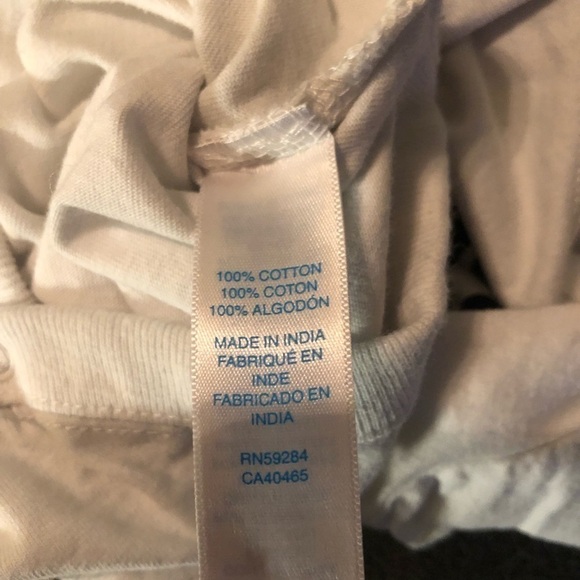 100% COTTON
100% COTON
100% ALGODÓN
MADE IN INDIA
FABRIQUÉ EN
INDE
FABRICADO EN
INDIA
RN59284
CA40465